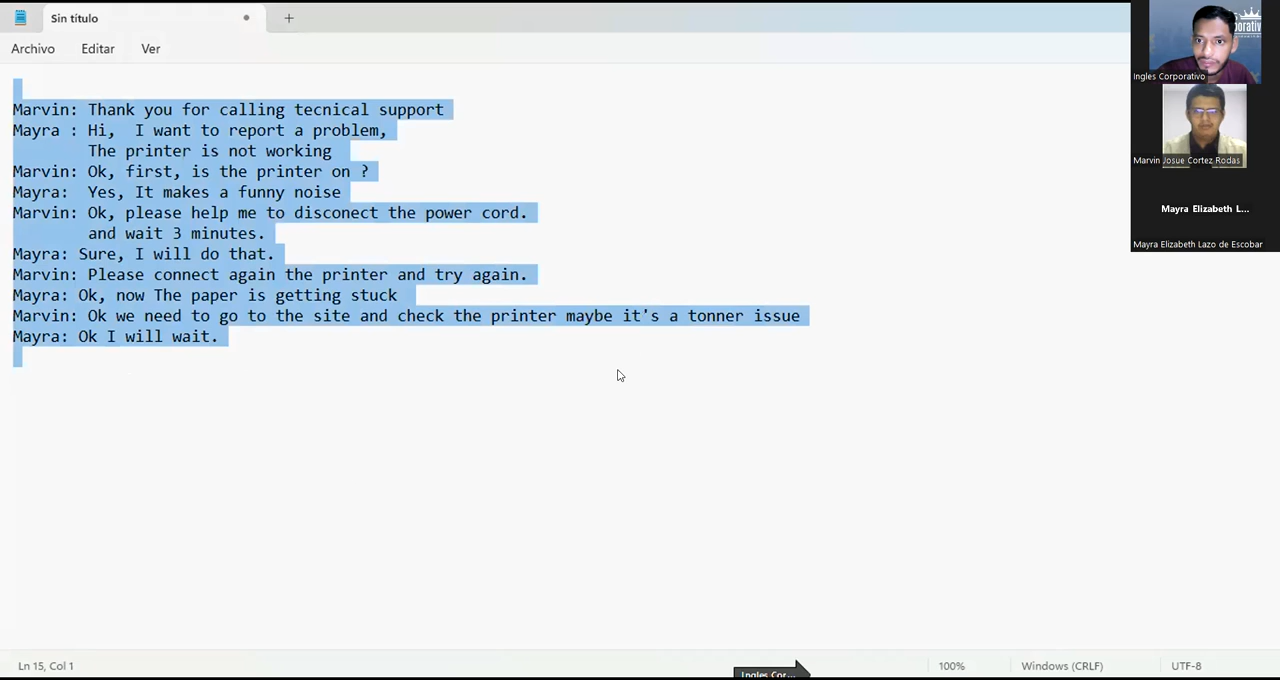 Sin título
Archivo Editar Ver
Marvin: Thank you for calling tecnical support
Mayra : Hi,  I want to report a problem,
The printer is not working
Marvin: Ok, first, is the printer on ?
Mayra:  Yes, It makes a funny noise
Marvin: Ok, please help me to disconect the power cord.
and wait 3 minutes.
Mayra: Sure, I will do that.
Marvin: Please connect again the printer and try again.
Mayra: Ok, now The paper is getting stuck
Marvin: Ok we need to go to the site and check the printer maybe it's a tonner issue
Mayra: Ok I will wait.
Ingles Corporativo
Marvin Josue Cortez Rodas
Mayra Elizabeth L...
Mayra Elizabeth Lazo de Escobar
Ln 15, Col 1
Ingles Cor...
100%
Windows (CRLF)
UTF-8